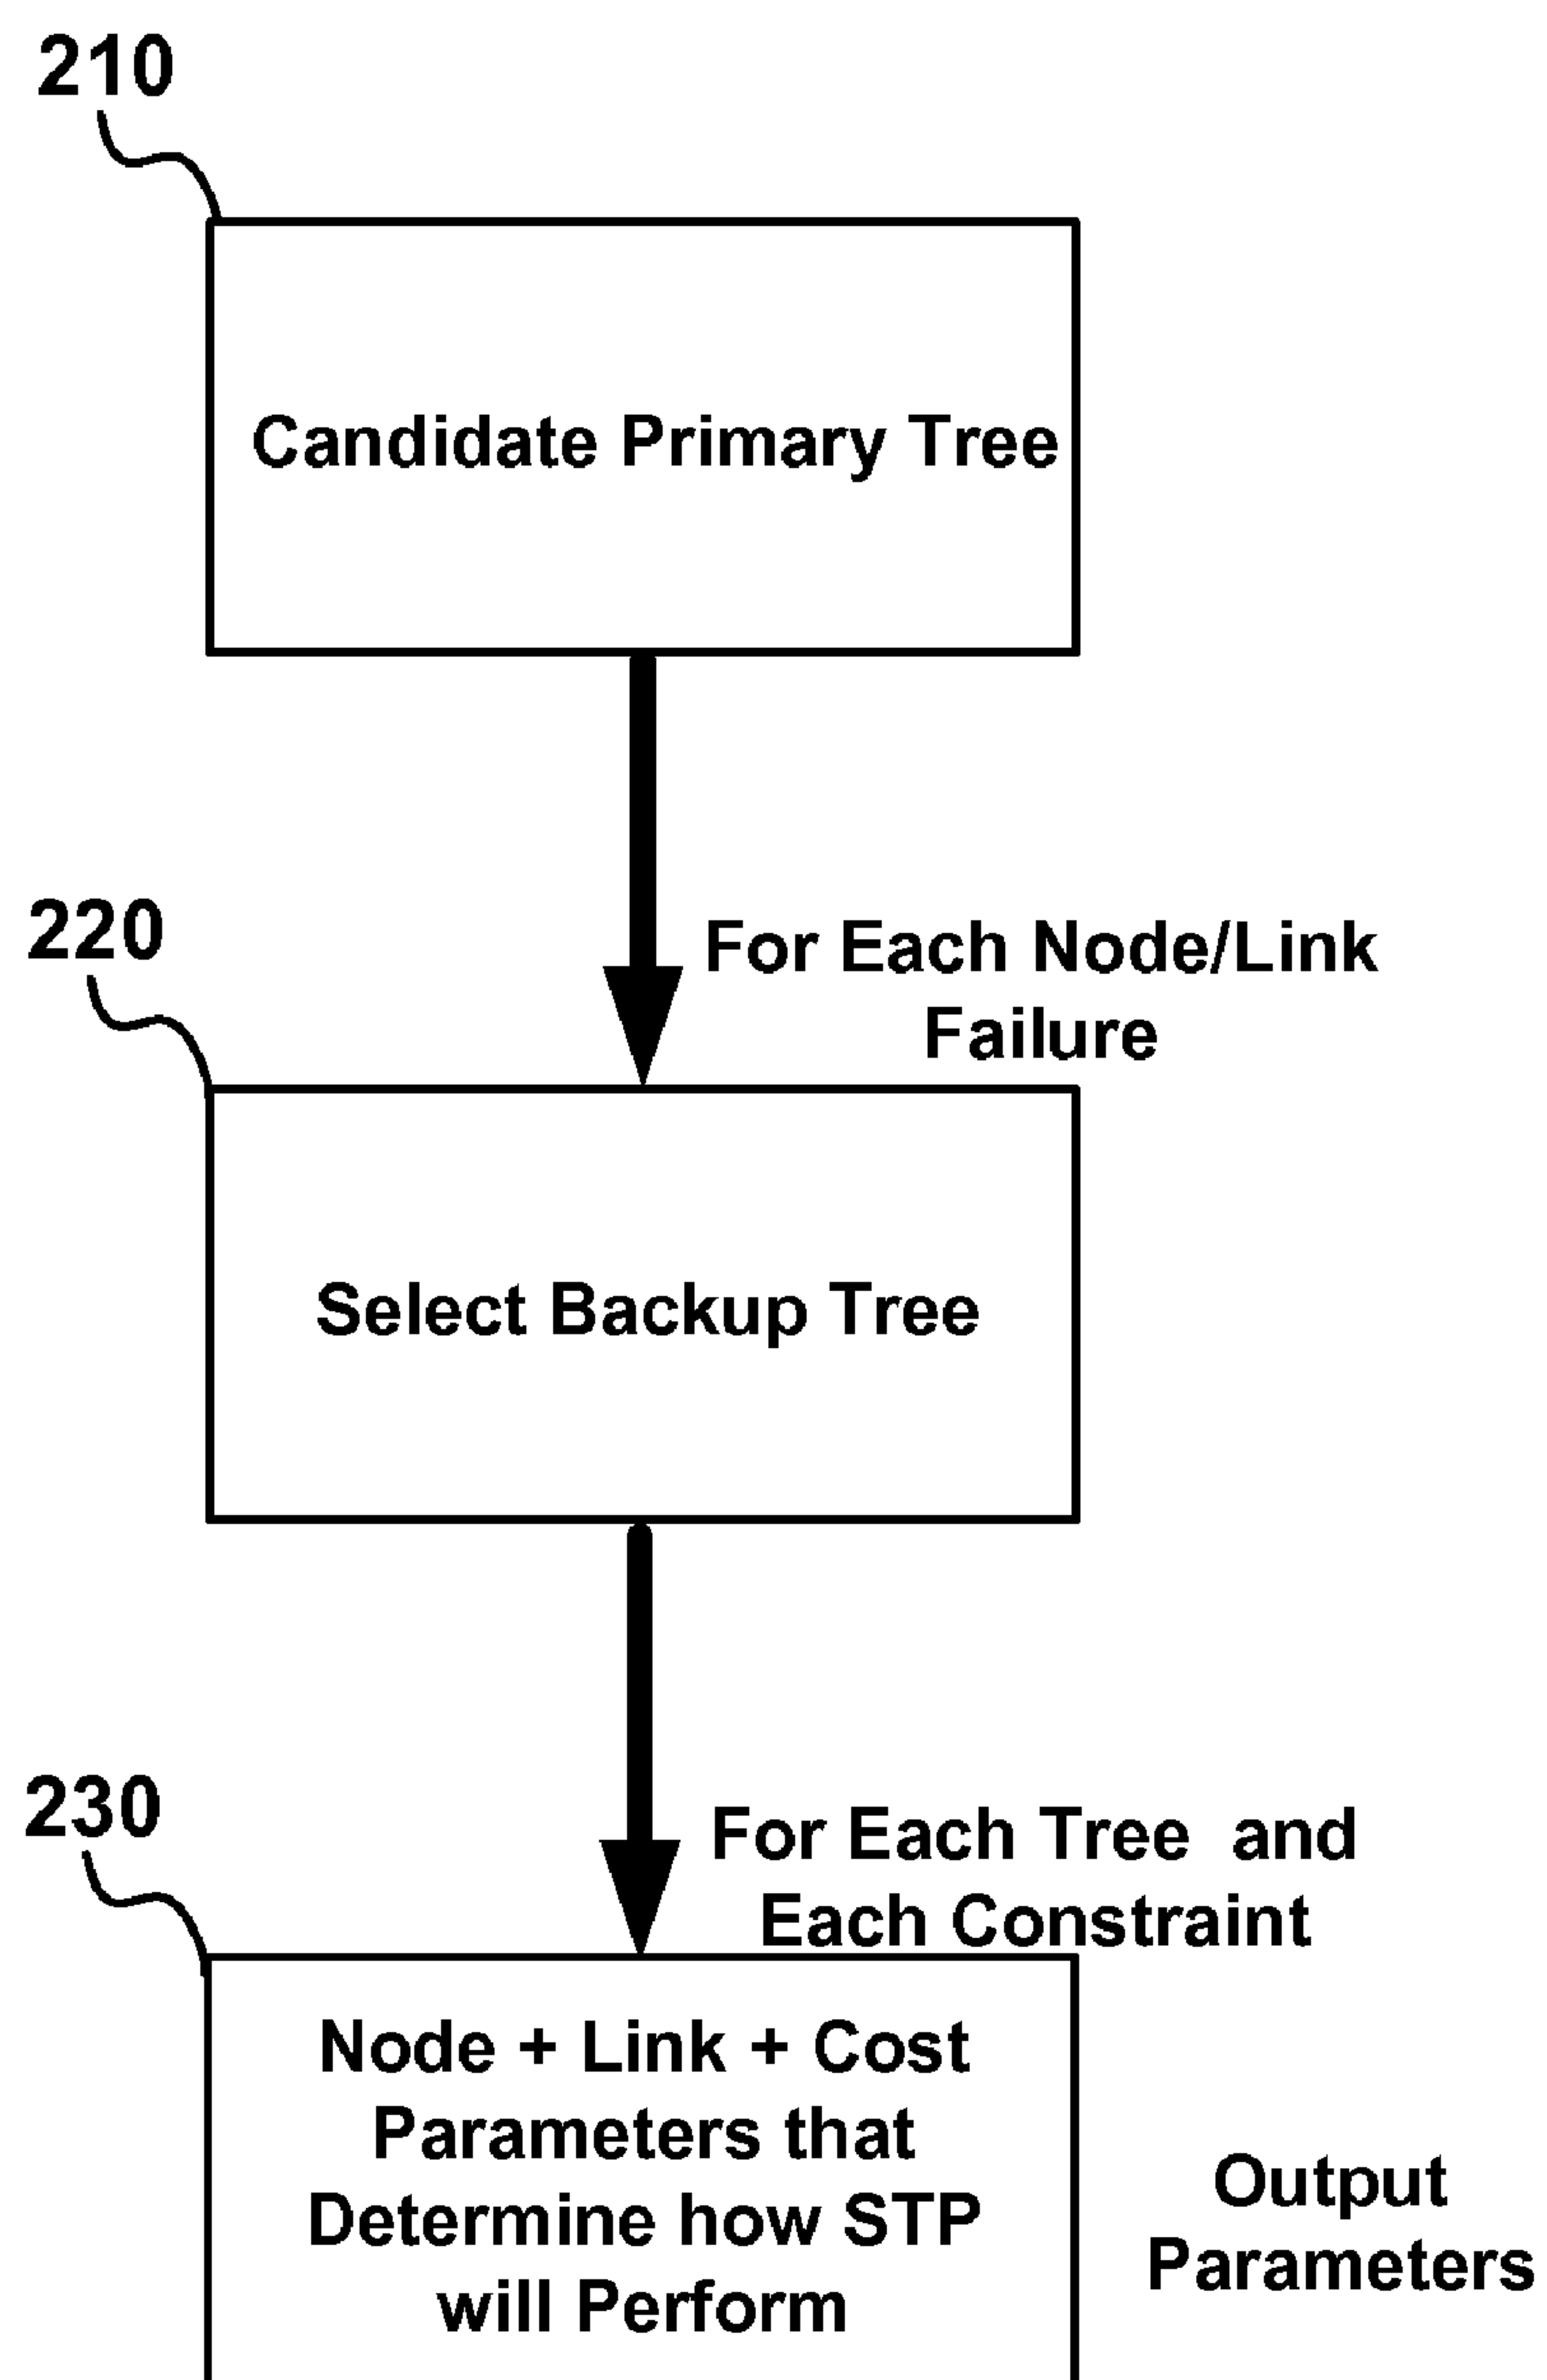 210
Candidate Primary Tree
220
For Each Node/Link
Failure
Select Backup Tree
230
For Each Tree and
Each Constraint
Node + Link + Cost
Parameters that
Determine how STP
will Perform
Output
Parameters